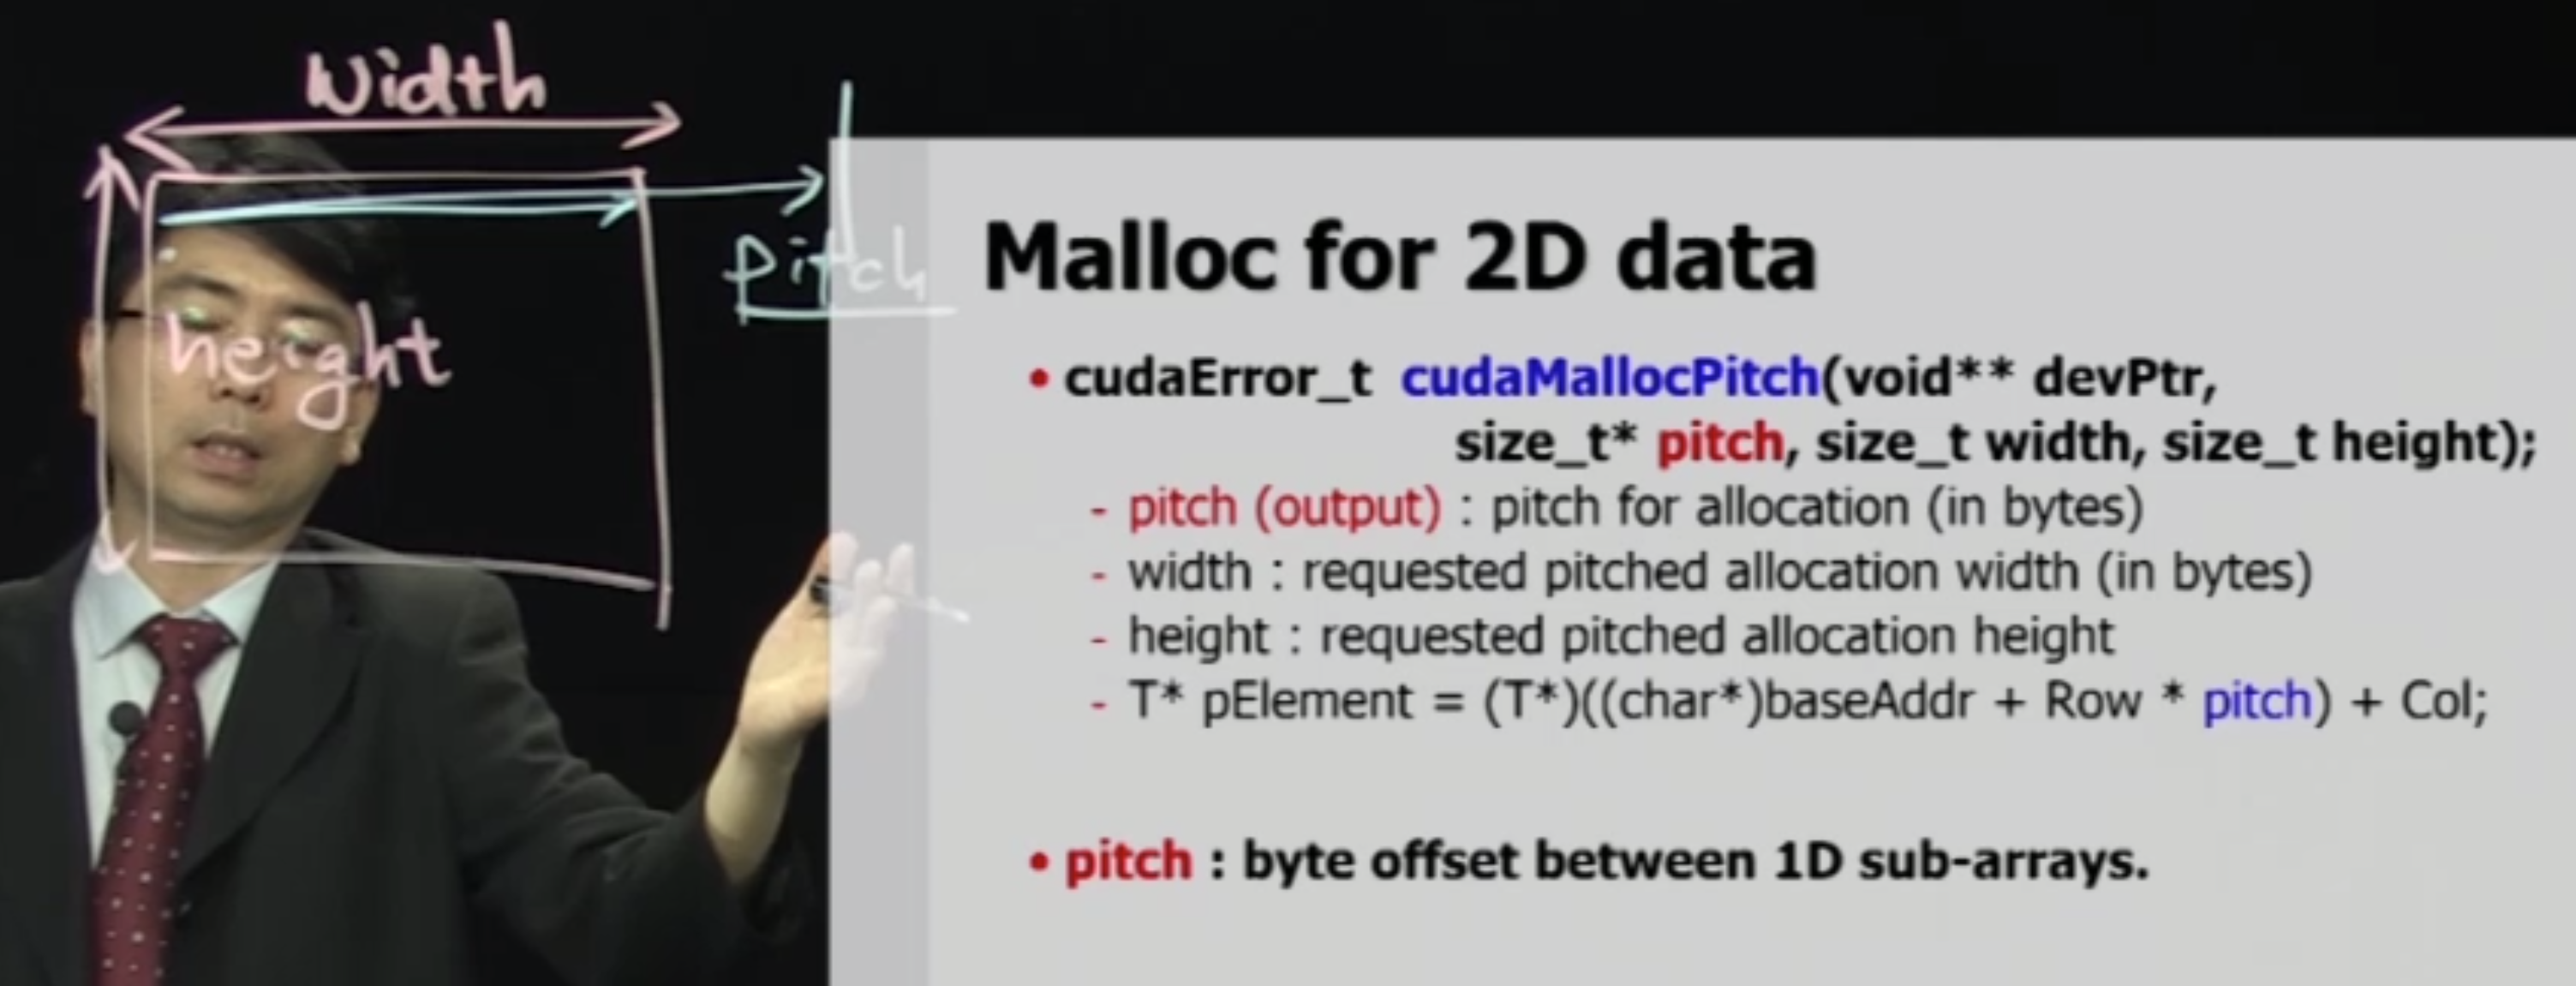 Width
height
pitch
Malloc for 2D data
• cudaError_t cudaMallocPitch(void** devPtr,
size_t* pitch, size_t width, size_t height);
- pitch (output) : pitch for allocation (in bytes)
- width : requested pitched allocation width (in bytes)
- height : requested pitched allocation height
- T* pElement = (T*)((char*)baseAddr + Row * pitch) + Col;
• pitch : byte offset between 1D sub-arrays.